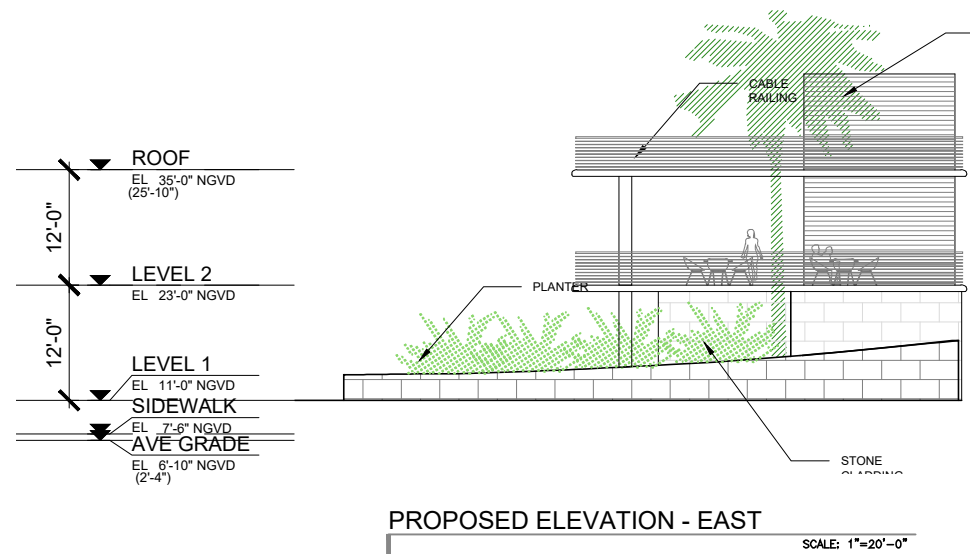 CABLE
RAILING
ROOF
EL 35'-0" NGVD
(25'-10")
12'-0"
LEVEL 2
EL 23'-0" NGVD
PLANTER
12'-0"
LEVEL 1
EL 11'-0" NGVD
SIDEWALK
EL 7'-6" NGVD
AVE GRADE
EL 6'-10" NGVD
(2'-4")
STONE
CLADDING
PROPOSED ELEVATION - EAST
SCALE: 1"=20'-0"